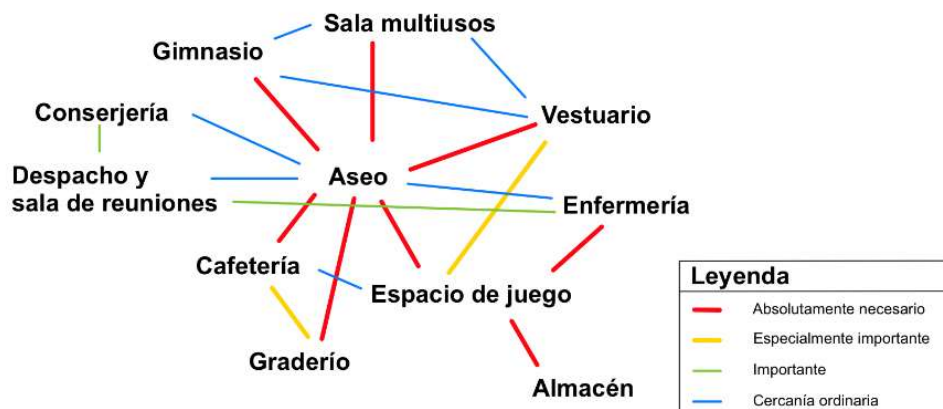 Sala multiusos
Gimnasio
Conserjería
Vestuario
Despacho y
sala de reuniones
Aseo
Enfermería
Cafetería
Espacio de juego
Graderío
Almacén
Leyenda
Absolutamente necesario
Especialmente importante
Importante
Cercanía ordinaria